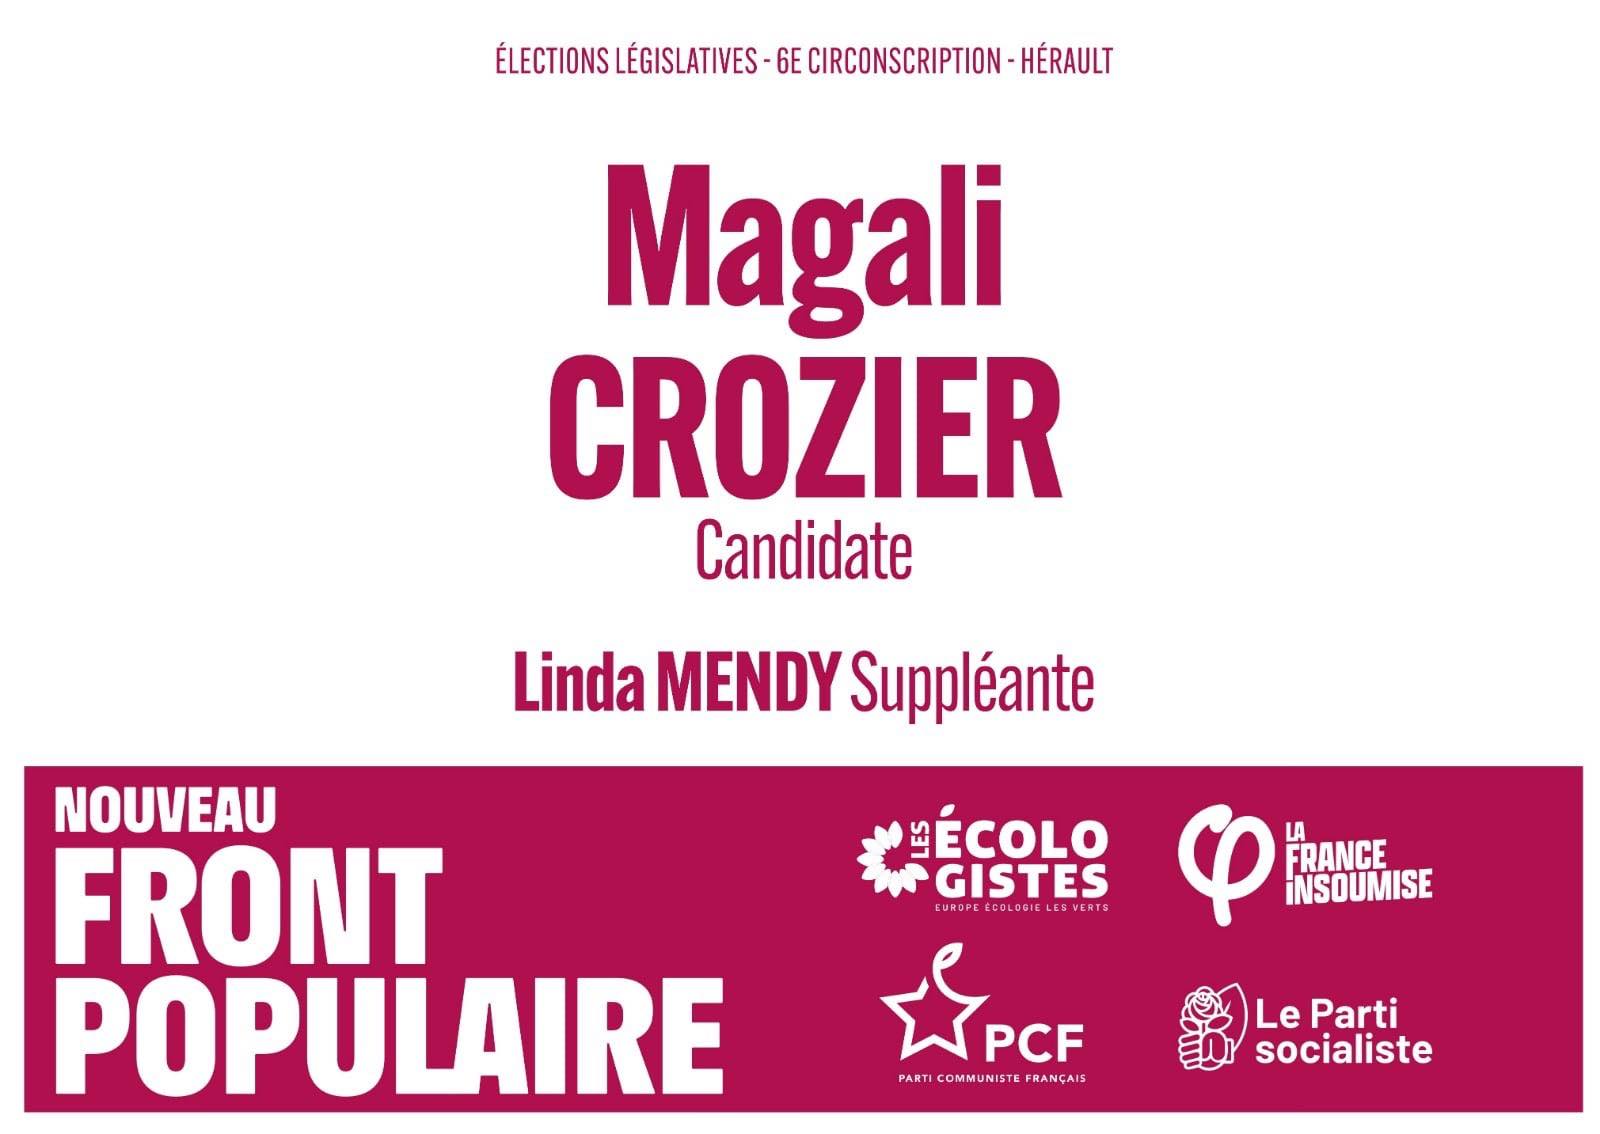 ÉLECTIONS LÉGISLATIVES - 6E CIRCONSCRIPTION - HÉRAULT
Magali
CROZIER
Candidate
Linda MENDY Suppléante
NOUVEAU
FRONT
POPULAIRE
LES
ÉCOLO
GISTES
EUROPE ÉCOLOGIE LES VERTS
LA
FRANCE
INSOUMISE
PCF
PARTI COMMUNISTE FRANÇAIS
Le Parti
socialiste